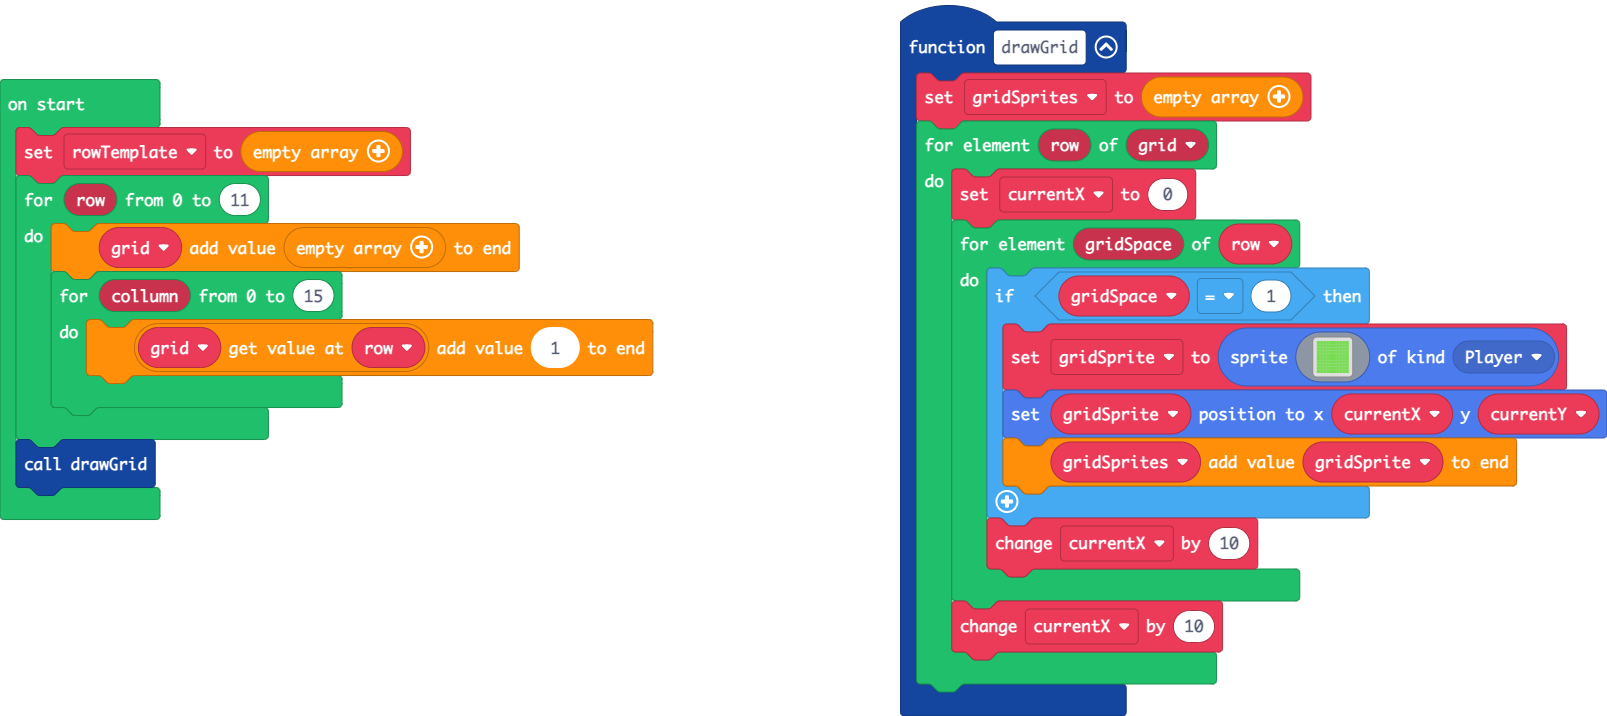 on start
set rowTemplate to empty array
for row from 0 to 11
do
grid add value empty array to end
for collumn from 0 to 15
do
grid get value at row add value 1 to end
call drawGrid
function drawGrid
set gridSprites to empty array
for element row of grid
do
set currentX to 0
for element gridSpace of row
do
if gridSpace = 1 then
set gridSprite to sprite of kind Player
set gridSprite position to x currentX y currentY
gridSprites add value gridSprite to end
change currentX by 10
change currentX by 10